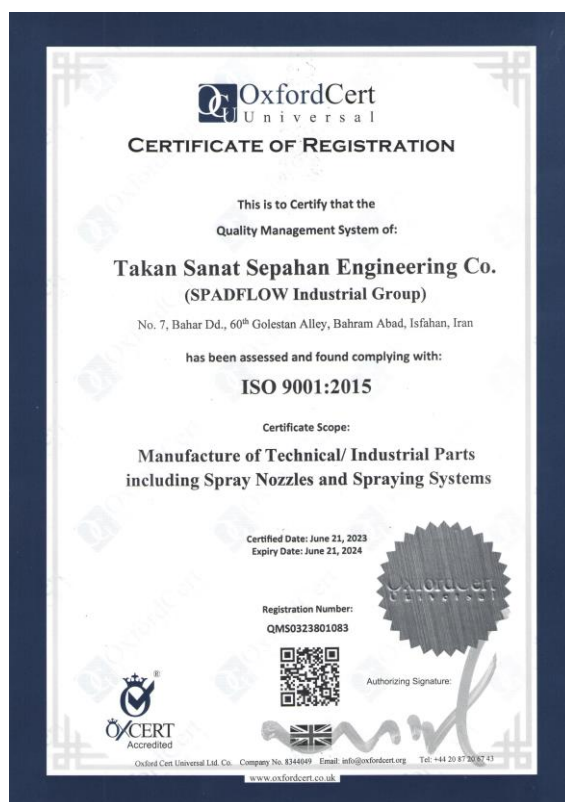 OxfordCert
Universal
CERTIFICATE OF REGISTRATION
This is to Certify that the
Quality Management System of:
Takan Sanat Sepahan Engineering Co.
(SPADFLOW Industrial Group)
No. 7, Bahar Dd., 60th Golestan Alley, Bahram Abad, Isfahan, Iran
has been assessed and found complying with:
ISO 9001:2015
Certificate Scope:
Manufacture of Technical/ Industrial Parts
including Spray Nozzles and Spraying Systems
Certified Date: June 21, 2023
Expiry Date: June 21, 2024
OxfordCert
Universal
Registration Number:
QMS0323801083
Authorizing Signature:
®
OXCERT
Accredited
Oxford Cert Universal Ltd. Co. Company No. 8344049 Email: info@oxfordcert.org Tel: +44 20 87 20 67 43
www.oxfordcert.co.uk